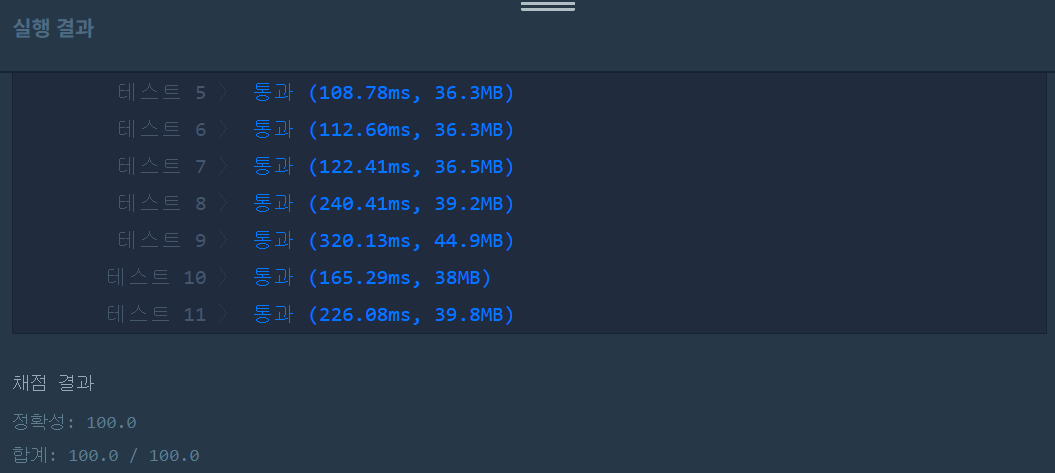 실행 결과
테스트 5 〉 통과 (108.78ms, 36.3MB)
테스트 6 〉 통과 (112.60ms, 36.3MB)
테스트 7 〉 통과 (122.41ms, 36.5MB)
테스트 8 〉 통과 (240.41ms, 39.2MB)
테스트 9 〉 통과 (320.13ms, 44.9MB)
테스트 10 〉 통과 (165.29ms, 38MB)
테스트 11 〉 통과 (226.08ms, 39.8MB)
채점 결과
정확성: 100.0
합계: 100.0 / 100.0